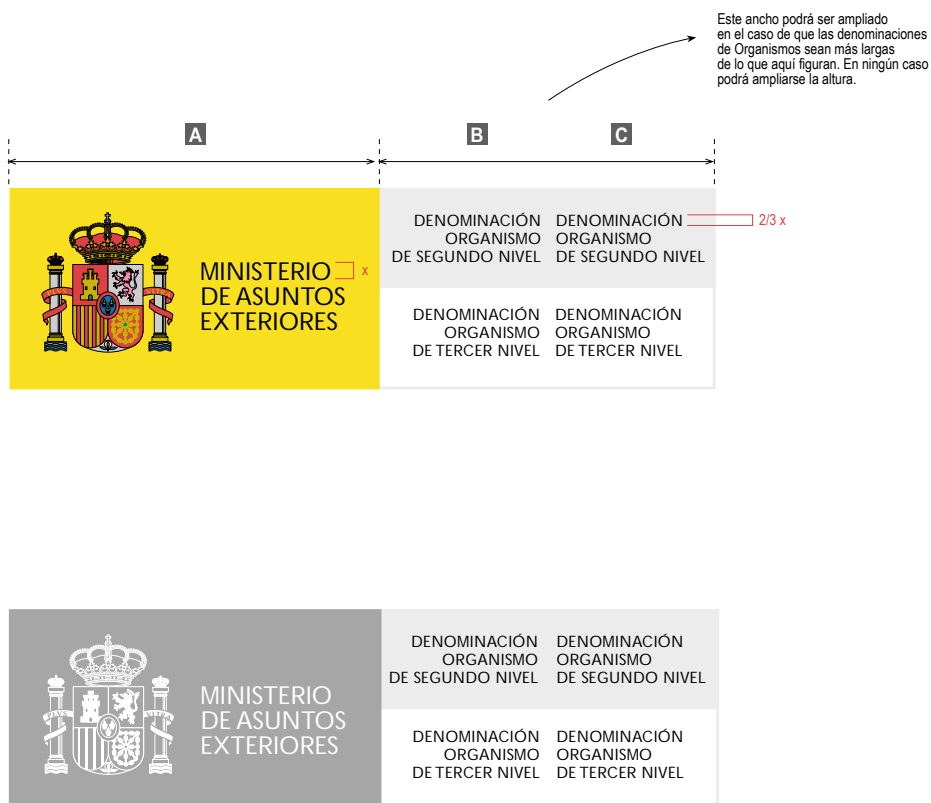 Este ancho podrá ser ampliado
en el caso de que las denominaciones
de Organismos sean más largas
de lo que aquí figuran. En ningún caso
podrá ampliarse la altura.
A
B
C
PLVS
VLTRA
MINISTERIO
DE ASUNTOS
EXTERIORES
x
DENOMINACIÓN
ORGANISMO
DE SEGUNDO NIVEL
DENOMINACIÓN
ORGANISMO
DE SEGUNDO NIVEL
2/3 x
DENOMINACIÓN
ORGANISMO
DE TERCER NIVEL
DENOMINACIÓN
ORGANISMO
DE TERCER NIVEL
PLVS
VLTRA
MINISTERIO
DE ASUNTOS
EXTERIORES
DENOMINACIÓN
ORGANISMO
DE SEGUNDO NIVEL
DENOMINACIÓN
ORGANISMO
DE SEGUNDO NIVEL
DENOMINACIÓN
ORGANISMO
DE TERCER NIVEL
DENOMINACIÓN
ORGANISMO
DE TERCER NIVEL